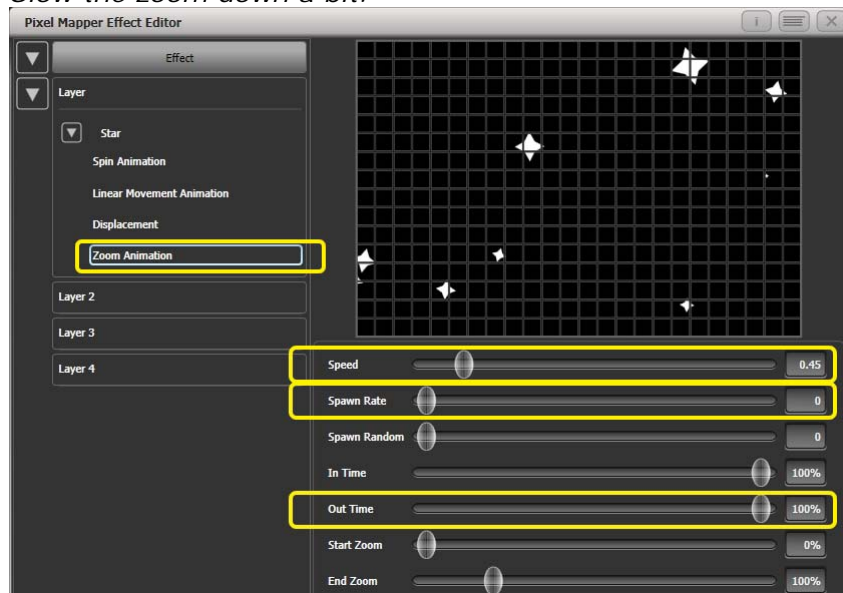 Slow the zoom down a bit:
Pixel Mapper Effect Editor
i
X
Effect
Layer
Star
Spin Animation
Linear Movement Animation
Displacement
Zoom Animation
Layer 2
Layer 3
Layer 4
Speed 0.45
Spawn Rate 0
Spawn Random 0
In Time 100%
Out Time 100%
Start Zoom 0%
End Zoom 100%